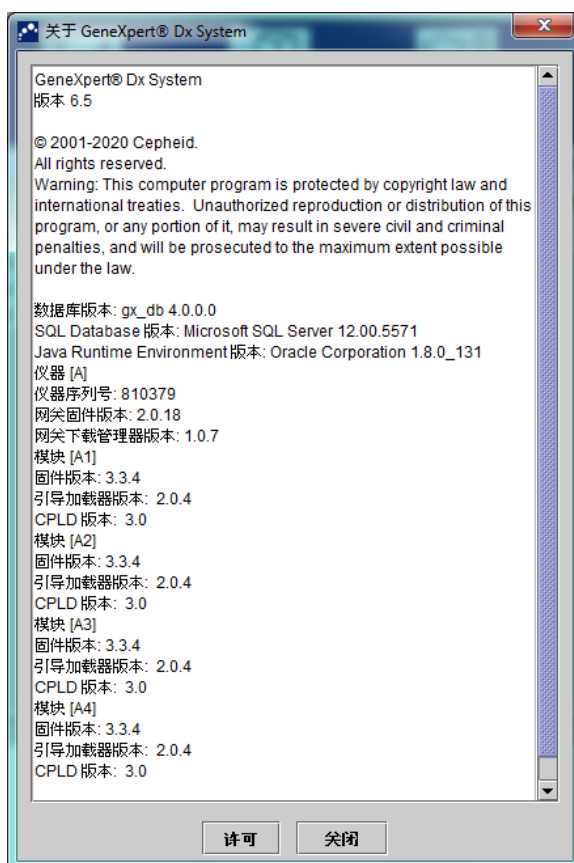 关于 GeneXpert® Dx System
GeneXpert® Dx System
版本 6.5
© 2001-2020 Cepheid.
All rights reserved.
Warning: This computer program is protected by copyright law and
international treaties.  Unauthorized reproduction or distribution of this
program, or any portion of it, may result in severe civil and criminal
penalties, and will be prosecuted to the maximum extent possible
under the law.
数据库版本: gx_db 4.0.0.0
SQL Database 版本: Microsoft SQL Server 12.00.5571
Java Runtime Environment 版本: Oracle Corporation 1.8.0_131
仪器 [A]
仪器序列号: 810379
网关固件版本: 2.0.18
网关下载管理器版本: 1.0.7
模块 [A1]
固件版本: 3.3.4
引导加载器版本:  2.0.4
CPLD 版本:  3.0
模块 [A2]
固件版本: 3.3.4
引导加载器版本:  2.0.4
CPLD 版本:  3.0
模块 [A3]
固件版本: 3.3.4
引导加载器版本:  2.0.4
CPLD 版本:  3.0
模块 [A4]
固件版本: 3.3.4
引导加载器版本:  2.0.4
CPLD 版本:  3.0
许可 关闭